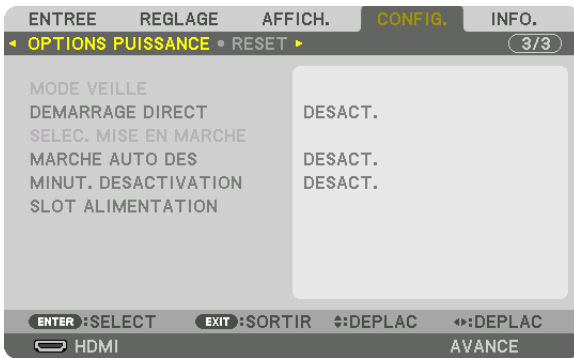 ENTREE REGLAGE AFFICH. CONFIG. INFO.
OPTIONS PUISSANCE • RESET 3/3
MODE VEILLE
DEMARRAGE DIRECT DESACT.
SELEC. MISE EN MARCHE
MARCHE AUTO DES DESACT.
MINUT. DESACTIVATION DESACT.
SLOT ALIMENTATION
ENTER :SELECT EXIT :SORTIR :DEPLAC :DEPLAC
HDMI AVANCE